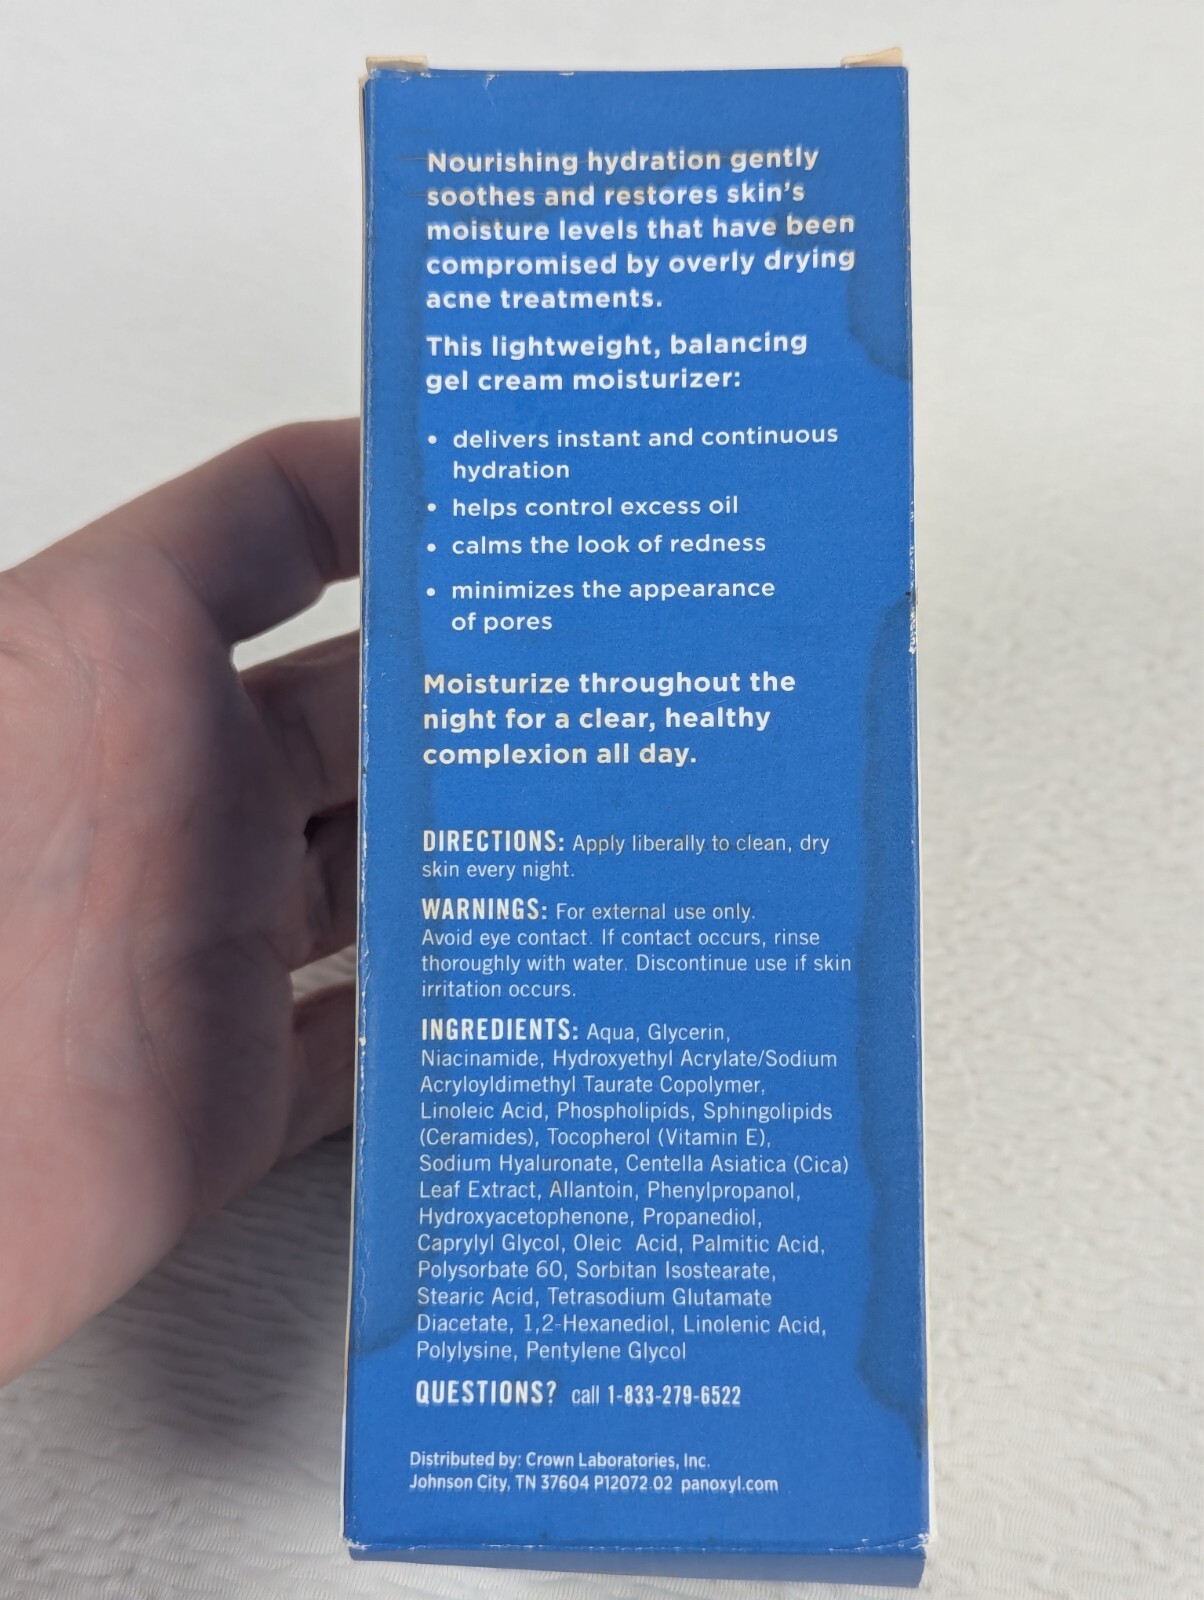 Nourishing hydration gently
soothes and restores skin's
moisture levels that have been
compromised by overly drying
acne treatments.
This lightweight, balancing
gel cream moisturizer:
• delivers instant and continuous
hydration
• helps control excess oil
• calms the look of redness
• minimizes the appearance
of pores
Moisturize throughout the
night for a clear, healthy
complexion all day.
DIRECTIONS: Apply liberally to clean, dry
skin every night.
WARNINGS: For external use only.
Avoid eye contact. If contact occurs, rinse
thoroughly with water. Discontinue use if skin
irritation occurs.
INGREDIENTS: Aqua, Glycerin,
Niacinamide, Hydroxyethyl Acrylate/Sodium
Acryloyldimethyl Taurate Copolymer,
Linoleic Acid, Phospholipids, Sphingolipids
(Ceramides), Tocopherol (Vitamin E),
Sodium Hyaluronate, Centella Asiatica (Cica)
Leaf Extract, Allantoin, Phenylpropanol,
Hydroxyacetophenone, Propanediol,
Caprylyl Glycol, Oleic Acid, Palmitic Acid,
Polysorbate 60, Sorbitan Isostearate,
Stearic Acid, Tetrasodium Glutamate
Diacetate, 1,2-Hexanediol, Linolenic Acid,
Polylysine, Pentylene Glycol
QUESTIONS? call 1-833-279-6522
Distributed by: Crown Laboratories, Inc.
Johnson City, TN 37604 P12072.02 panoxyl.com